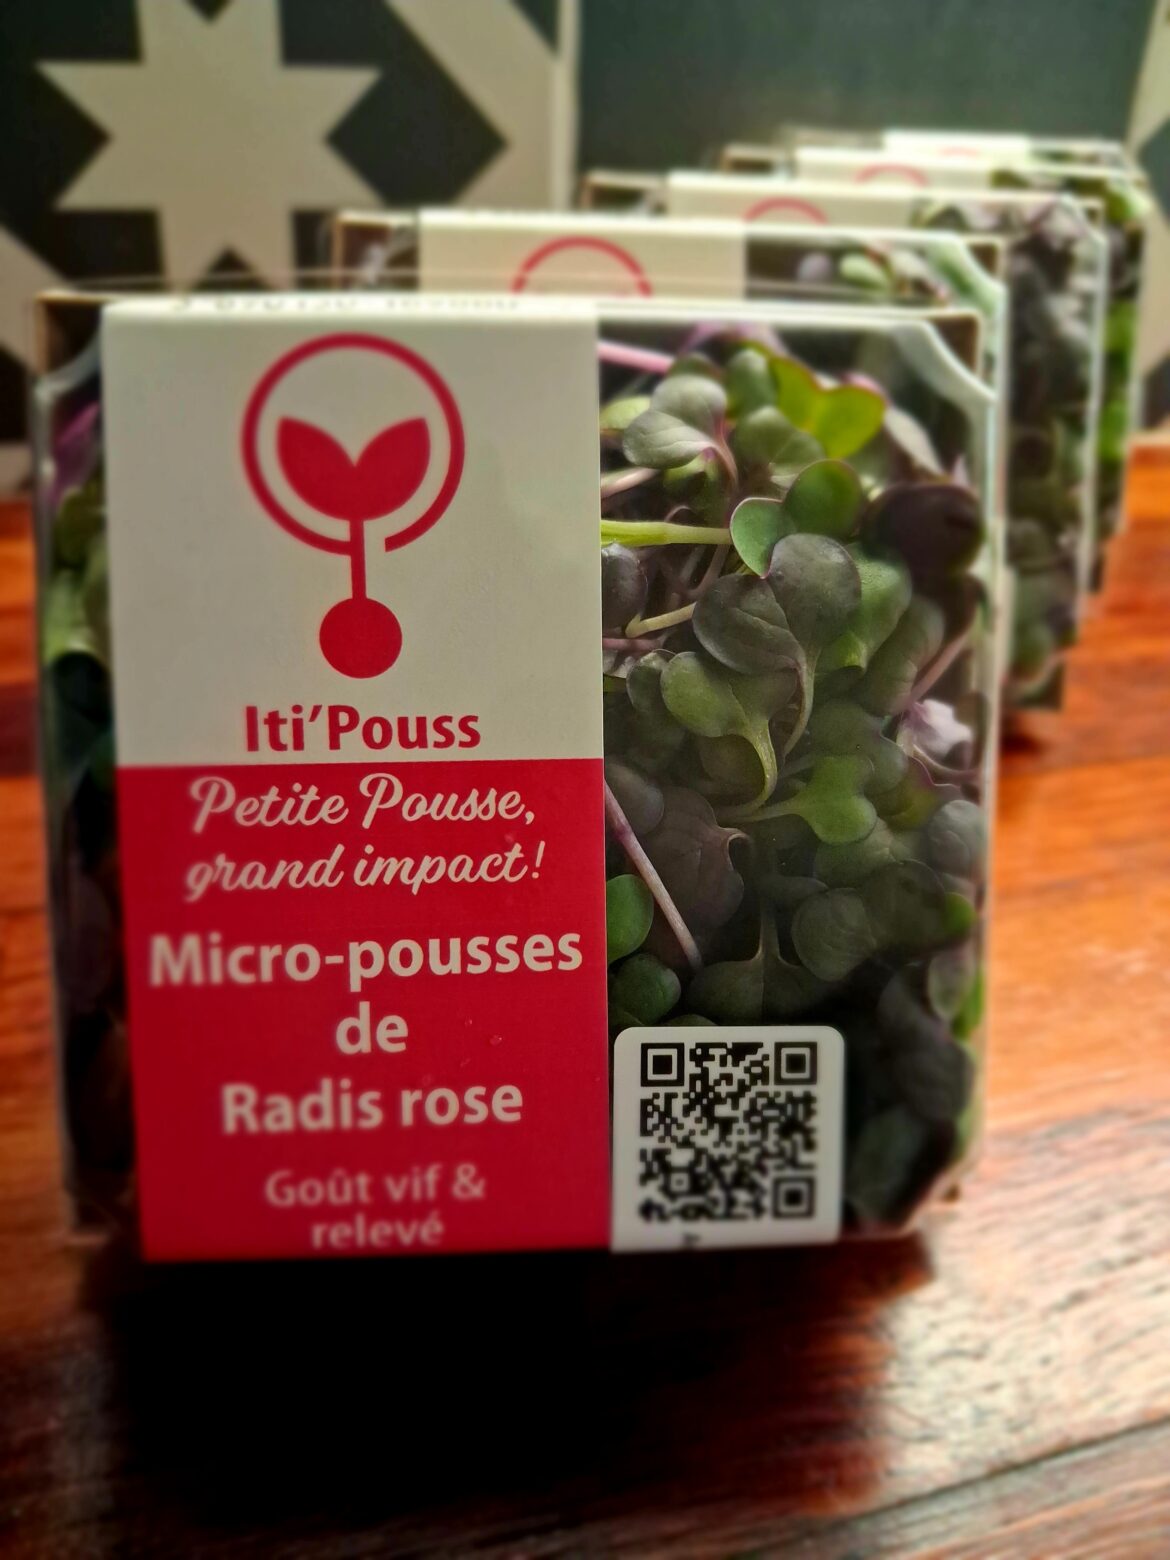 Iti'Pouss
Petite Pousse,
grand impact!
Micro-pousses
de
Radis rose
Goût vif &
relevé